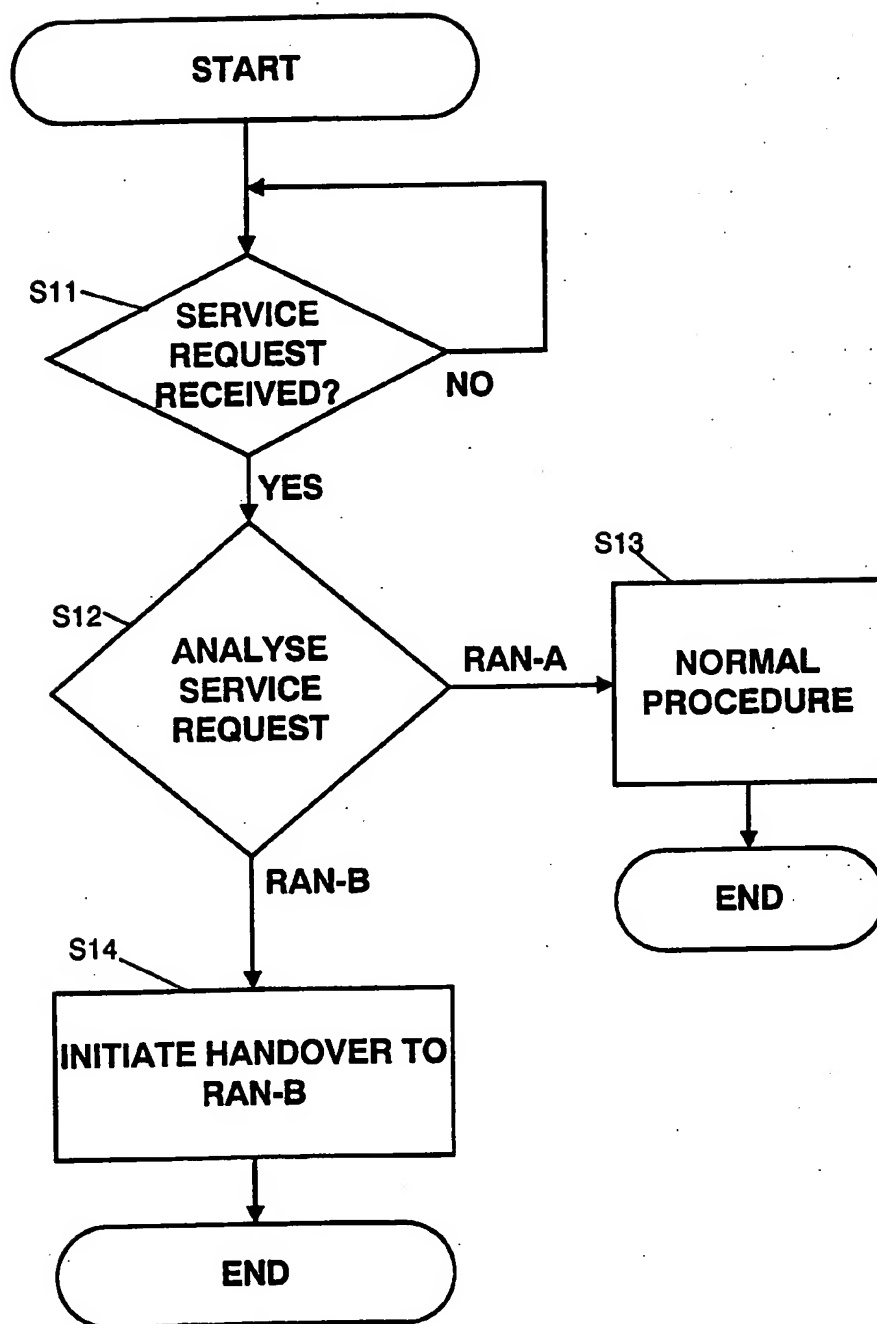 START
S11
SERVICE
REQUEST
RECEIVED?
NO
YES
S12
ANALYSE
SERVICE
REQUEST
RAN-A
S13
NORMAL
PROCEDURE
END
RAN-B
S14
INITIATE HANDOVER TO
RAN-B
END